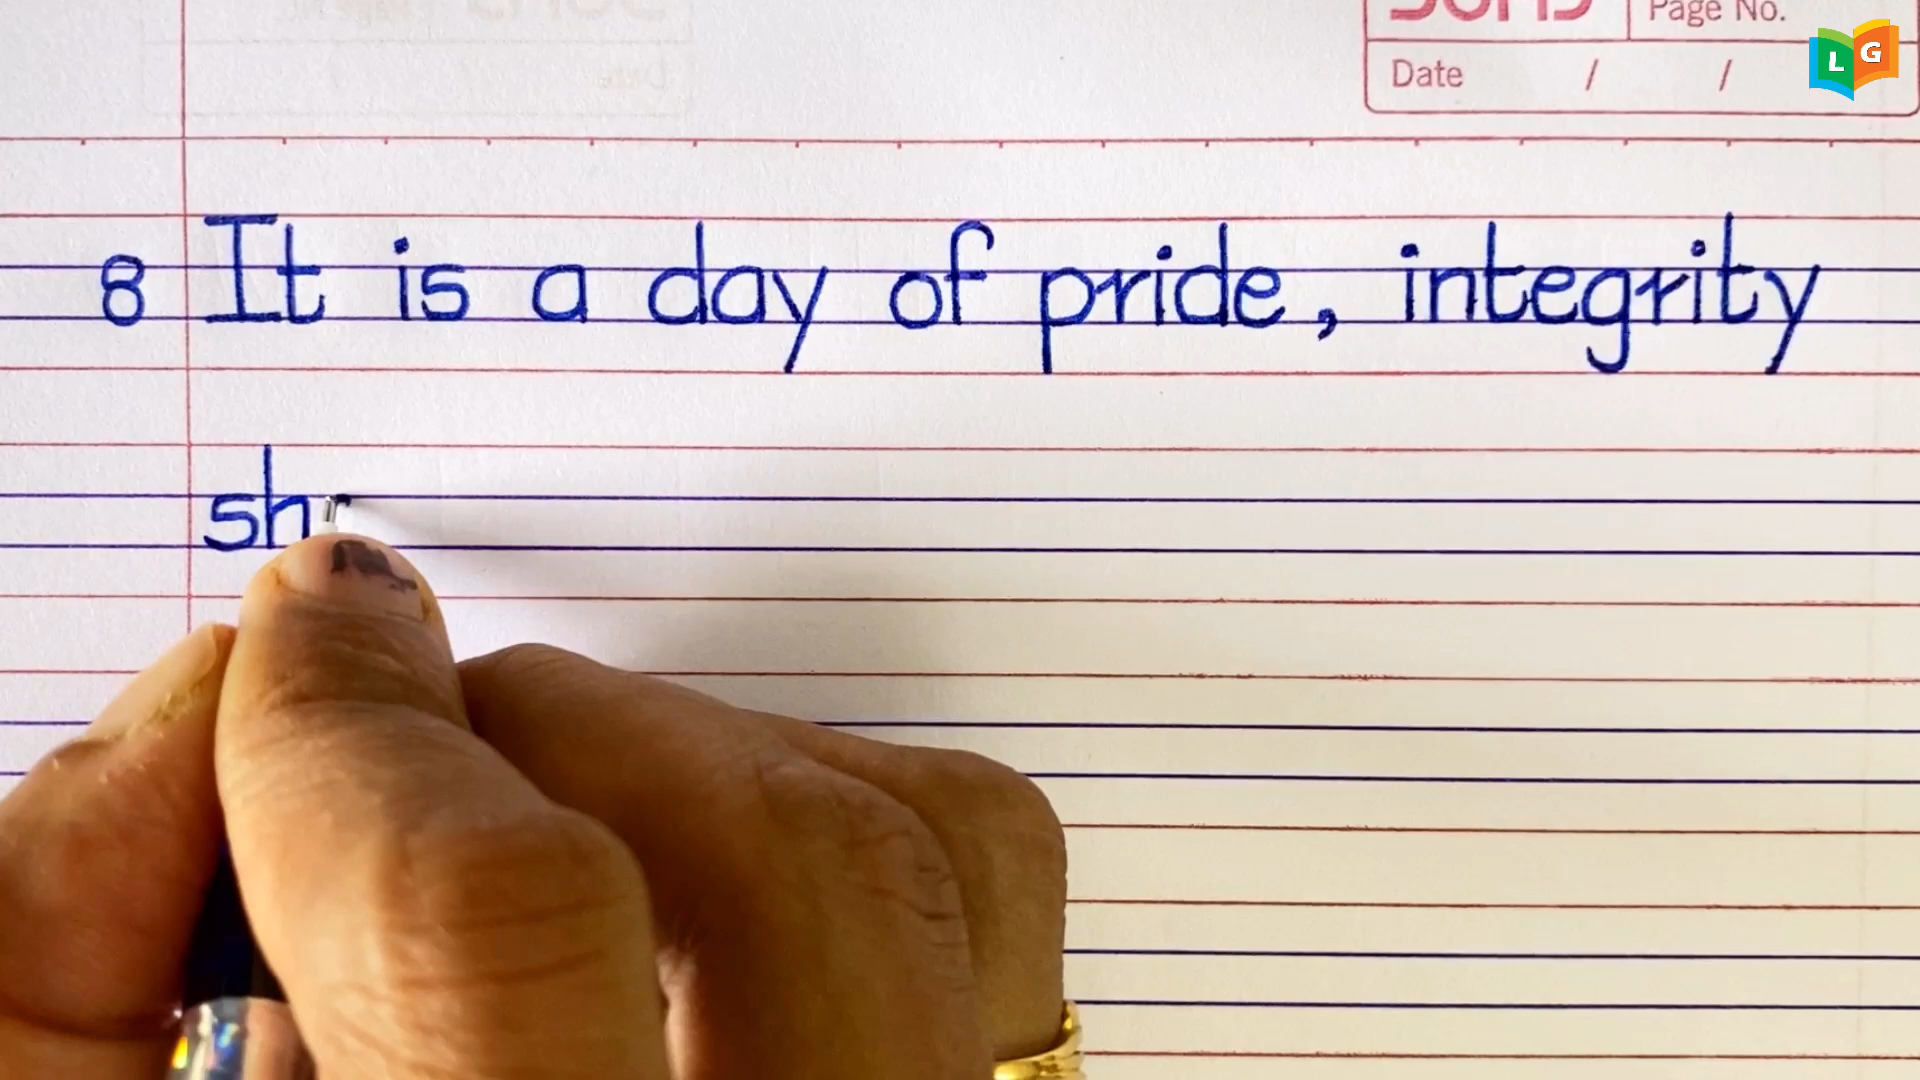 Page No.
Date / /
L G
8 It is a day of pride, integrity
sh